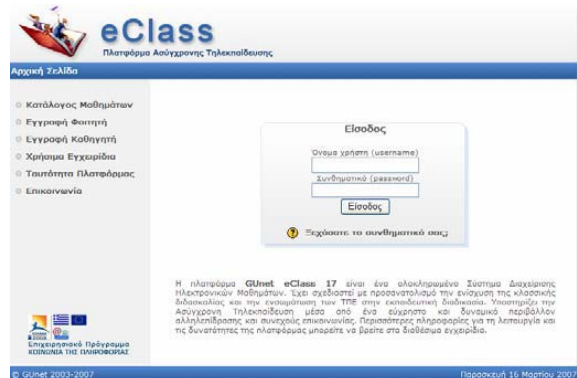 eClass
Πλατφόρμα Ασύγχρονης Τηλεκπαίδευσης
Αρχική Σελίδα
Κατάλογος Μαθημάτων
Εγγραφή Φοιτητή
Εγγραφή Καθηγητή
Χρήσιμα Εγχειρίδια
Ταυτότητα Πλατφόρμας
Επικοινωνία
Είσοδος
Όνομα χρήστη (username)
Συνθηματικό (password)
Είσοδος
Ξεχάσατε το συνθηματικό σας;
Η πλατφόρμα GUnet eClass 17 είναι ένα ολοκληρωμένο Σύστημα Διαχείρισης
Ηλεκτρονικών Μαθημάτων. Έχει σχεδιαστεί με προσανατολισμό την ενίσχυση της κλασσικής
διδασκαλίας και την ενσωμάτωση των ΤΠΕ στην εκπαιδευτική διαδικασία. Υποστηρίζει την
Ασύγχρονη Τηλεκπαίδευση μέσα από ένα εύχρηστο και δυναμικό περιβάλλον
αλληλεπίδρασης και συνεχούς επικοινωνίας. Περισσότερες πληροφορίες για τη λειτουργία και
τις δυνατότητες της πλατφόρμας μπορείτε να βρείτε στα διαθέσιμα εγχειρίδια.
Επιχειρησιακό Πρόγραμμα
ΚΟΙΝΩΝΙΑ ΤΗΣ ΠΛΗΡΟΦΟΡΙΑΣ
© GUnet 2003-2007
Παρασκευή 16 Μαρτίου 2007